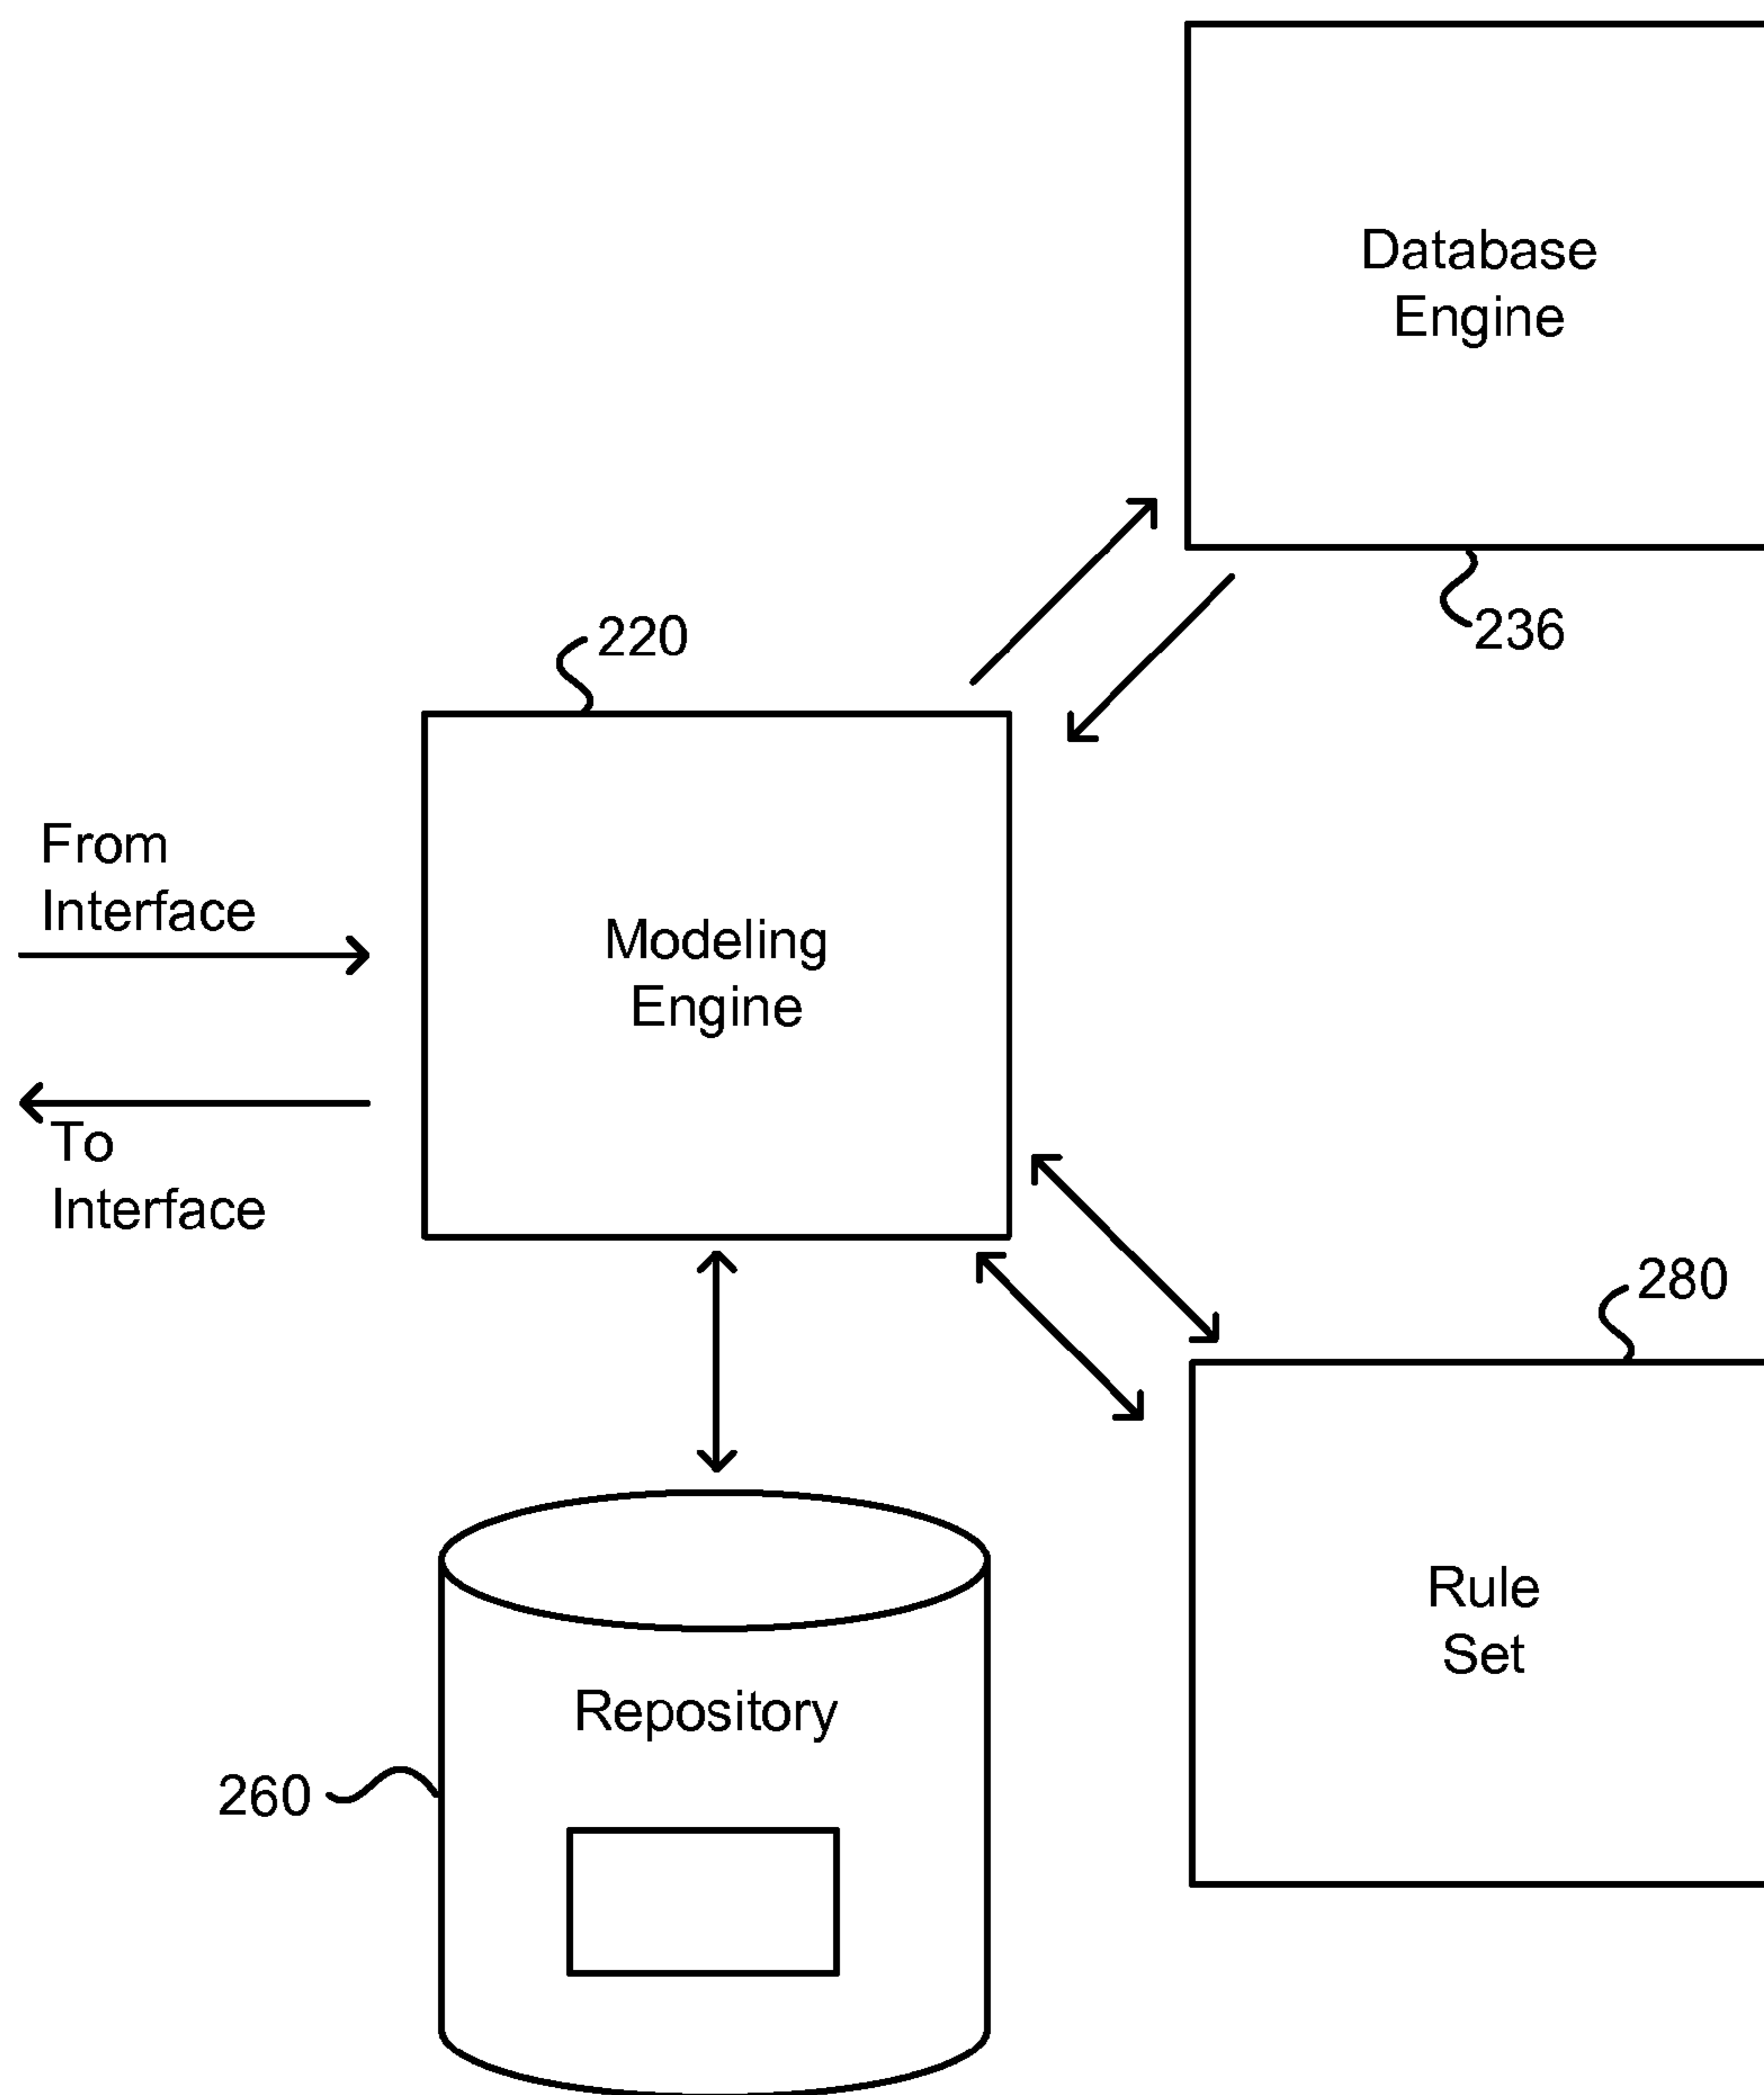 Database
Engine
236
220
From
Interface
Modeling
Engine
To
Interface
280
Rule
Set
Repository
260